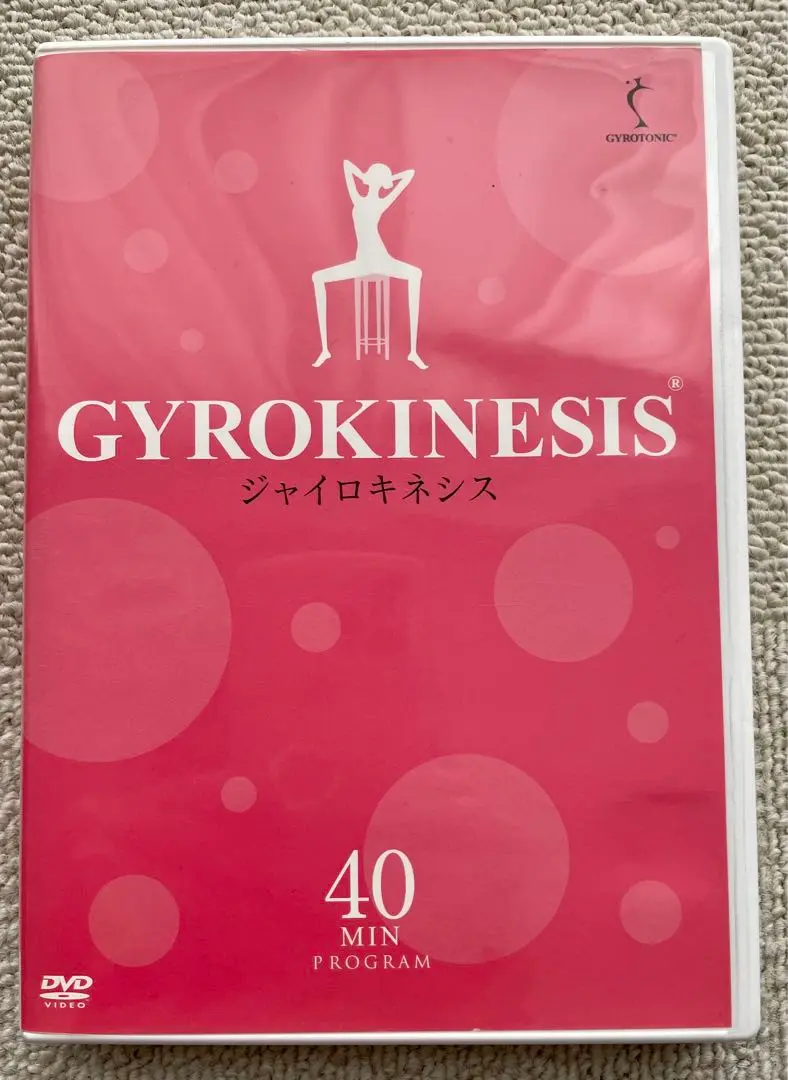 GYROTONIC®
GYROKINESIS®
ジャイロキネシス
40
MIN
PROGRAM
DVD
VIDEO